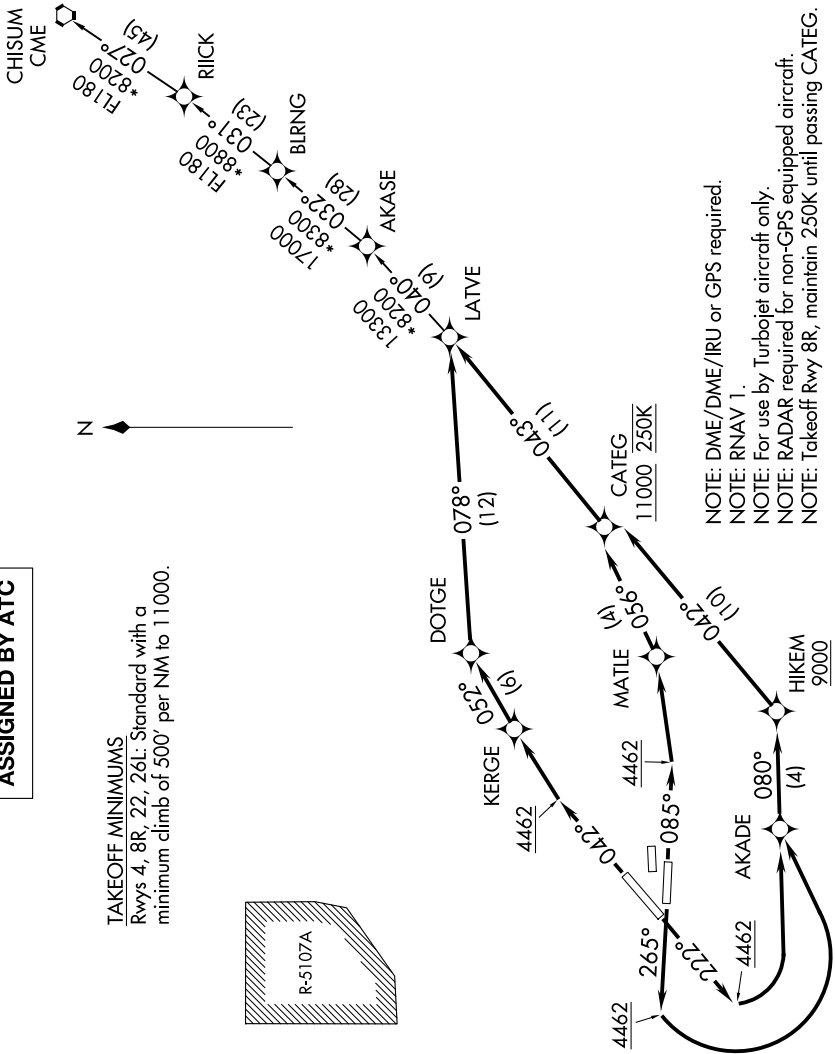 ASSIGNED BY ATC
TAKEOFF MINIMUMS
Rwys 4, 8R, 22, 26L: Standard with a
minimum climb of 500' per NM to 11000.
N
R-5107A
CHISUM
CME
FL180
*8200
027°
(45)
RIICK
FL180
*8800
031°
(23)
BLRNG
17000
*8300
032°
(28)
AKASE
13300
*8200
040°
(9)
LATVE
078°
(12)
DOTGE
052°
(6)
KERGE
4462
042°
043°
(11)
CATEG
11000 250K
056°
(4)
MATLE
4462
085°
042°
(10)
HIKEM
9000
080°
(4)
AKADE
265°
4462
222°
4462
NOTE: DME/DME/IRU or GPS required.
NOTE: RNAV 1.
NOTE: For use by Turbojet aircraft only.
NOTE: RADAR required for non-GPS equipped aircraft.
NOTE: Takeoff Rwy 8R, maintain 250K until passing CATEG.